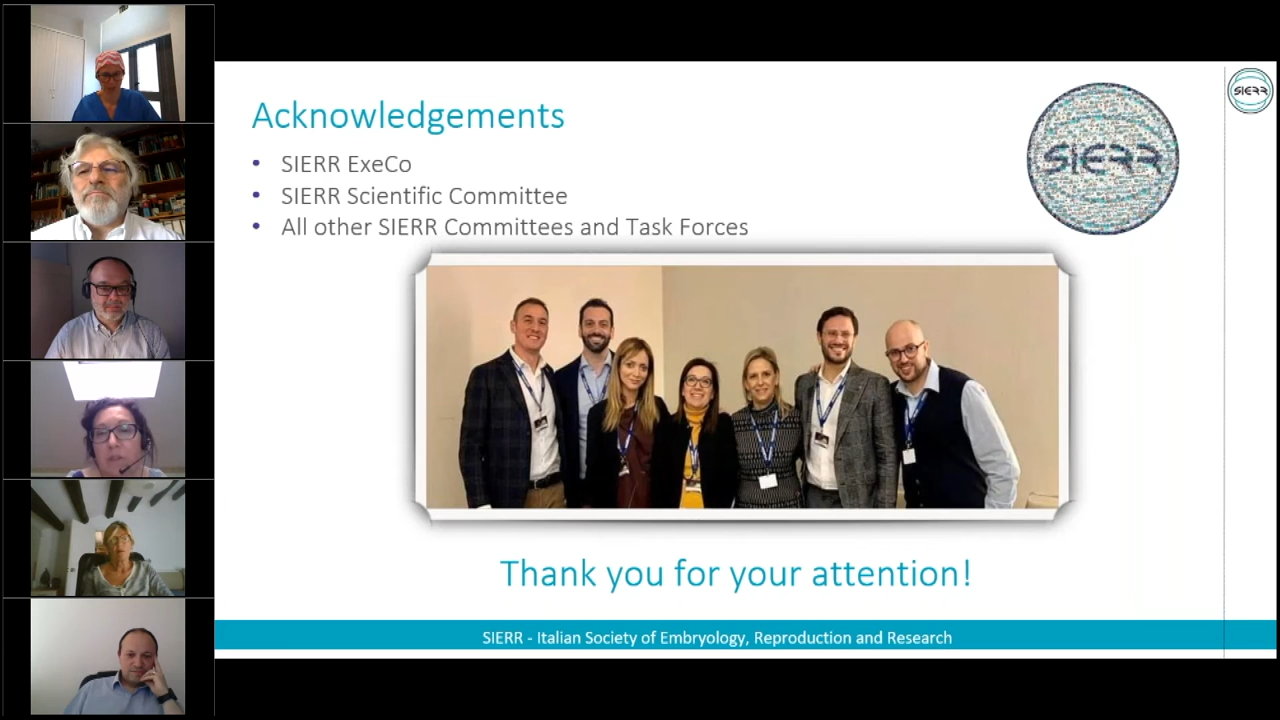 Acknowledgements
SIERR
SIERR
• SIERR ExeCo
• SIERR Scientific Committee
• All other SIERR Committees and Task Forces
Thank you for your attention!
SIERR - Italian Society of Embryology, Reproduction and Research